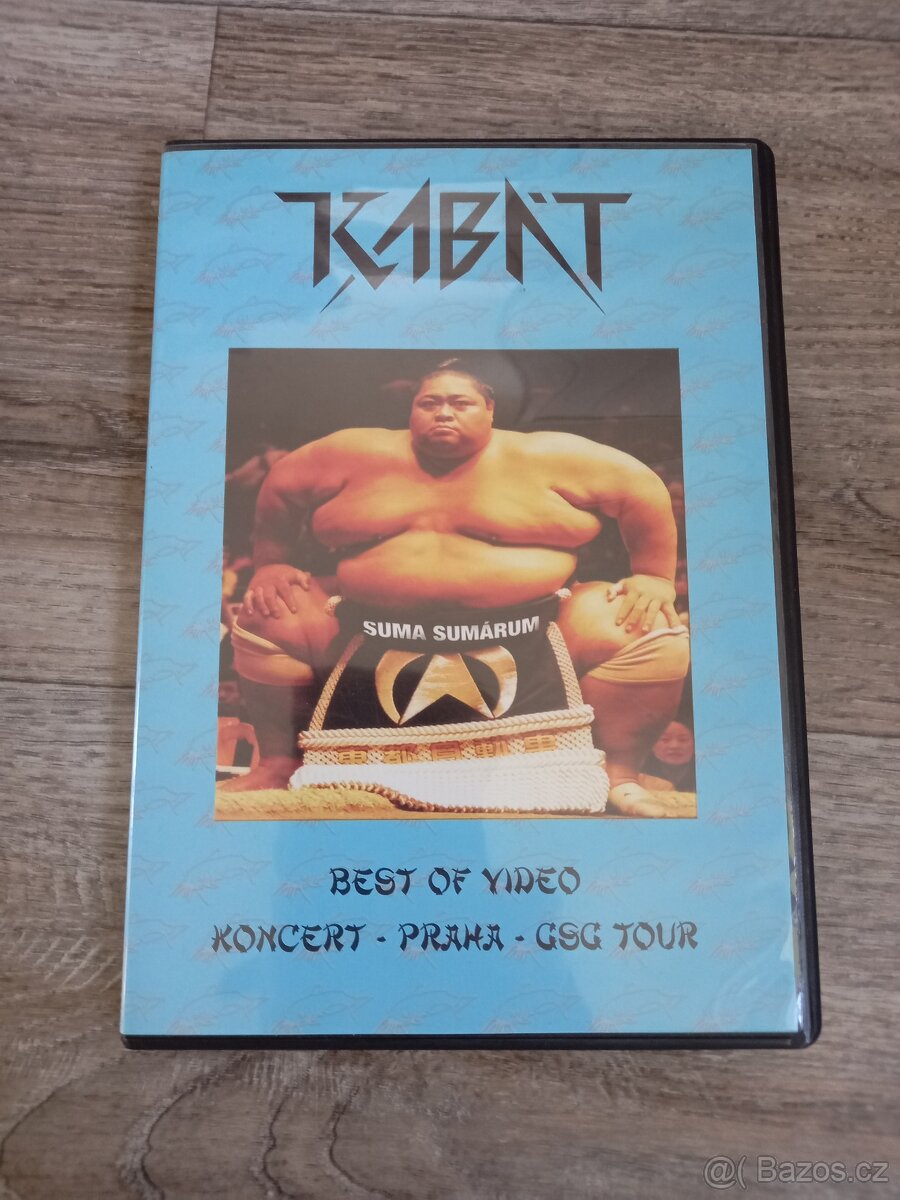 KABÁT
SUMA SUMÁRUM
BEST OF VIDEO
KONCERT - PRAHA - GSG TOUR
@( Bazos.cz